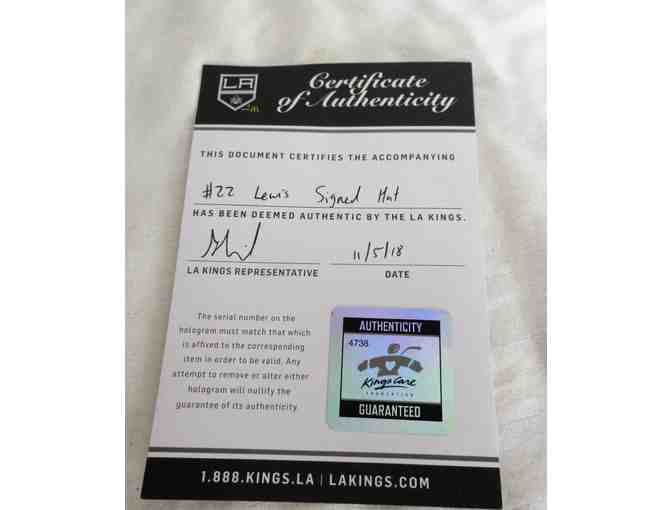 LA
Certificate
of Authenticity
THIS DOCUMENT CERTIFIES THE ACCOMPANYING
#22 Lewis Signed Hat
HAS BEEN DEEMED AUTHENTIC BY THE LA KINGS.
11/5/18
LA KINGS REPRESENTATIVE DATE
The serial number on the
hologram must match that which
is affixed to the corresponding
item in order to be valid. Any
attempt to remove or alter either
hologram will nullify the
guarantee of its authenticity.
AUTHENTICITY
4738
Kings Care
FOUNDATION
GUARANTEED
1.888.KINGS.LA | LAKINGS.COM